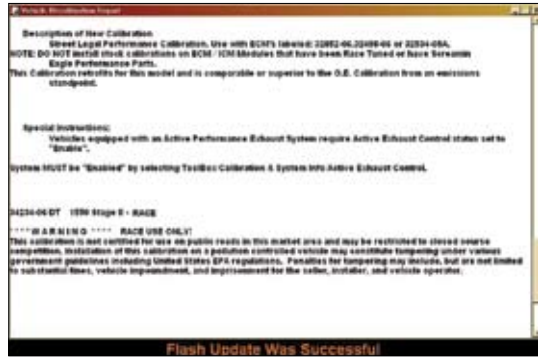 Vehicle Recalibration Report
Description of New Calibration
Street Legal Performance Calibration. Use with ECM's labeled: 32852-06, or 32534-05A.
NOTE: DO NOT install stock calibrations on ECM / ICM Modules that have been Race Tuned or have Screamin
Eagle Performance Parts.
This Calibration retrofits for this model and is comparable or superior to the O.E. Calibration from an emissions
standpoint.
Special Instructions:
Vehicles equipped with an Active Performance Exhaust System require Active Exhaust Control status set to
"Enable".
System MUST be "Enabled" by selecting ToolBox Calibration & System Info Active Exhaust Control.
34234-06 DT 1550 Stage II - RACE
**** W A R N I N G **** RACE USE ONLY!
This calibration is not certified for use on public roads in this market area and may be restricted to closed course
competition. Installation of this calibration on a pollution controlled vehicle may constitute tampering under various
government guidelines including United States EPA regulations. Penalties for tampering may include, but are not limited
to substantial fines, vehicle impoundment, and imprisonment for the seller, installer, and vehicle operator.
Flash Update Was Successful